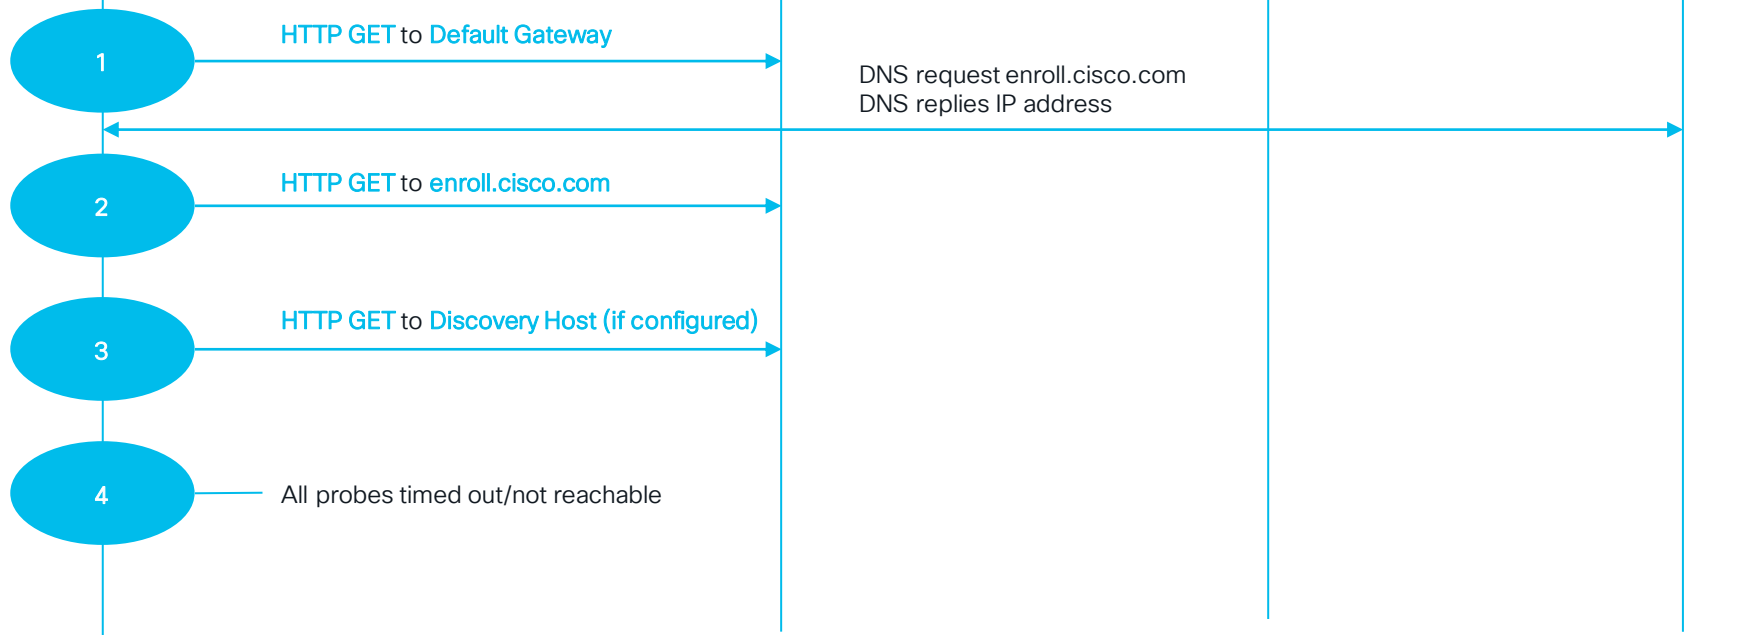 HTTP GET to Default Gateway
1
DNS request enroll.cisco.com
DNS replies IP address
HTTP GET to enroll.cisco.com
2
HTTP GET to Discovery Host (if configured)
3
4
All probes timed out/not reachable